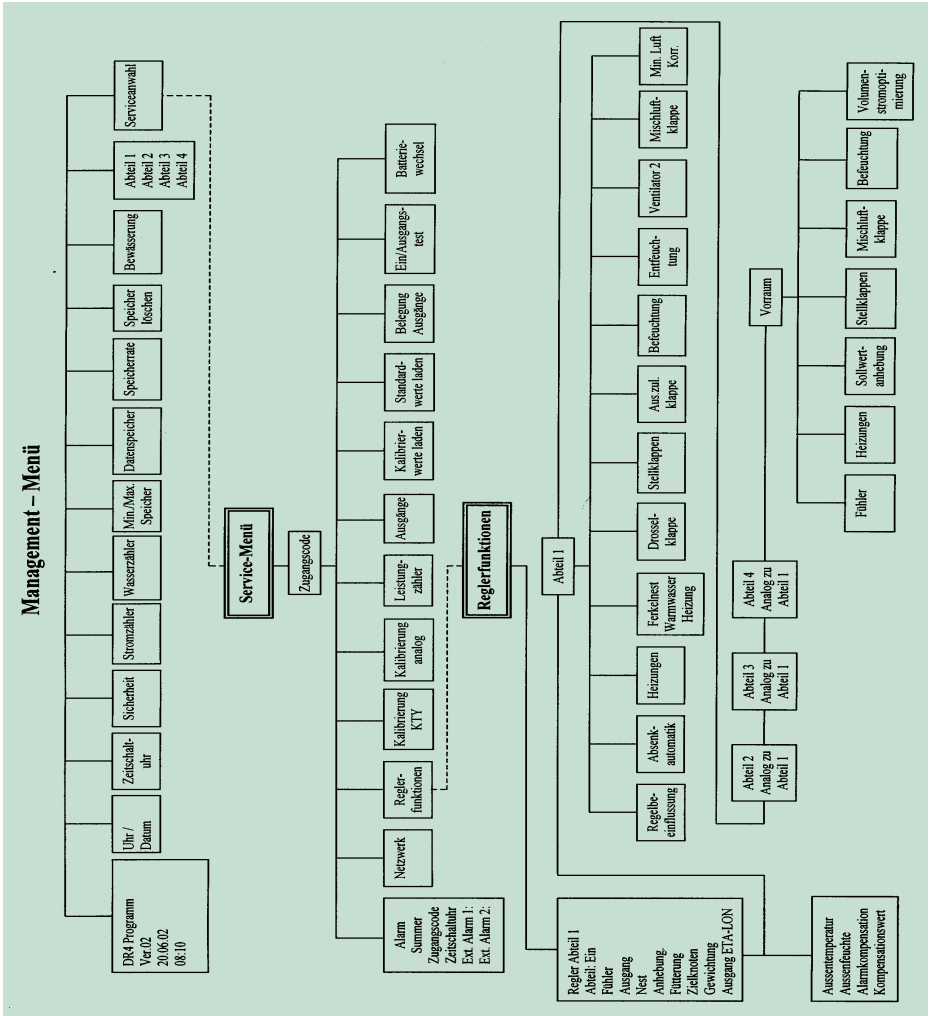 Management – Menü
DR4 Programm
Ver.02
20.06.02
08:10
Uhr /
Datum
Zeitschalt-
uhr
Sicherheit
Stromzähler
Wasserzähler
Min./Max.
Speicher
Datenspeicher
Speicherrate
Speicher
löschen
Bewässerung
Abteil 1
Abteil 2
Abteil 3
Abteil 4
Serviceanwahl
Service-Menü
Zugangscode
Alarm
Summer
Zugangscode
Zeitschaltuhr
Ext. Alarm 1:
Ext. Alarm 2:
Netzwerk
Regler-
funktionen
Kalibrierung
KTY
Kalibrierung
analog
Leistung-
zähler
Ausgänge
Kalibrier-
werte laden
Standard-
werte laden
Belegung
Ausgänge
Ein/Ausgangs-
test
Batterie-
wechsel
Reglerfunktionen
Regler Abteil 1
Abteil: Ein
Fühler
Ausgang
Nest
Anhebung.
Fütterung
Zielknoten
Gewichtung
Ausgang ETA-LON
Abteil 1
Regelbe-
einflussung
Absenk-
automatik
Heizungen
Ferkelnest
Warmwasser
Heizung
Drossel-
klappe
Stellklappen
Aus.zul.
klappe
Befeuchtung
Entfeuch-
tung
Ventilator 2
Mischluft-
klappe
Min. Luft
Korr.
Abteil 2
Analog zu
Abteil 1
Abteil 3
Analog zu
Abteil 1
Abteil 4
Analog zu
Abteil 1
Vorraum
Aussentemperatur
Aussenfeuchte
Alarmkompensation
Kompensationswert
Fühler
Heizungen
Sollwert-
anhebung
Stellklappen
Mischluft-
klappe
Befeuchtung
Volumen-
stromopti-
mierung